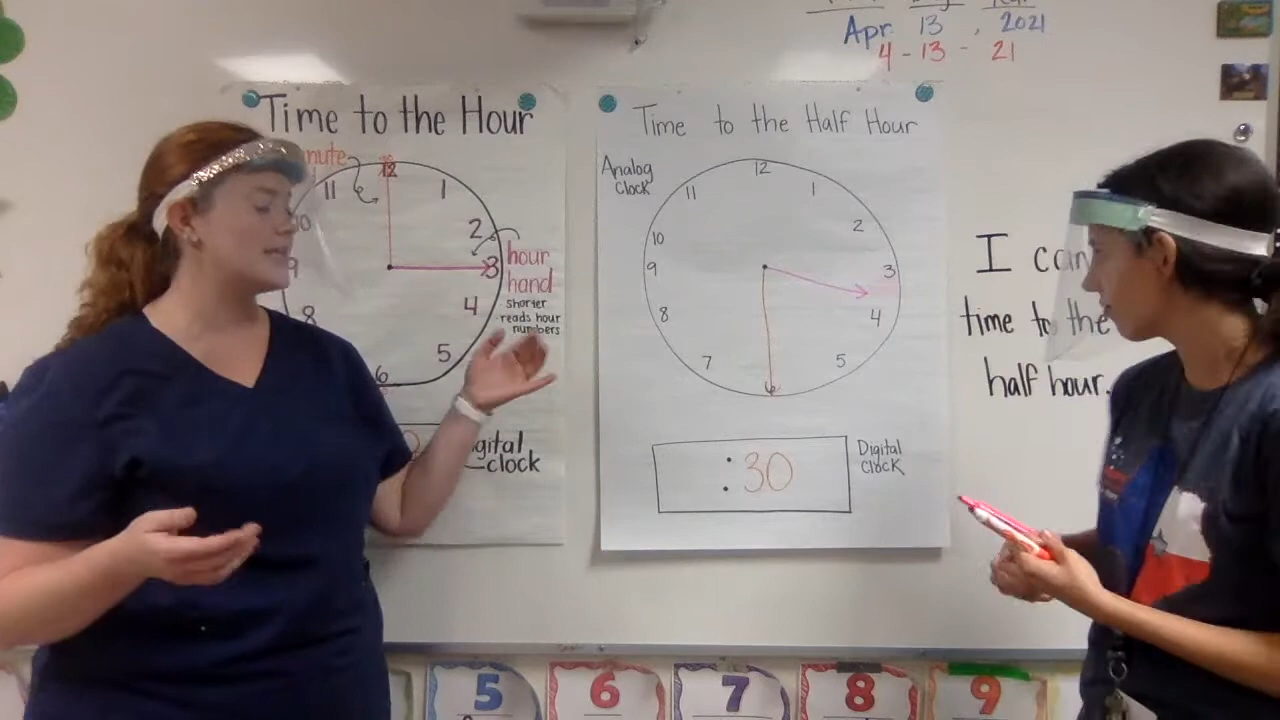 Apr. 13, 2021
4-13-21
Time to the Hour
12
11
1
2
3
4
5
6
8
9
hour
hand
shorter
reads hour
numbers
clock
Time to the Half Hour
Analog
Clock
12
11
1
10
2
9
3
8
4
7
5
6
:30
Digital
Clock
I can
time to the
half hour.
5
6
7
8
9